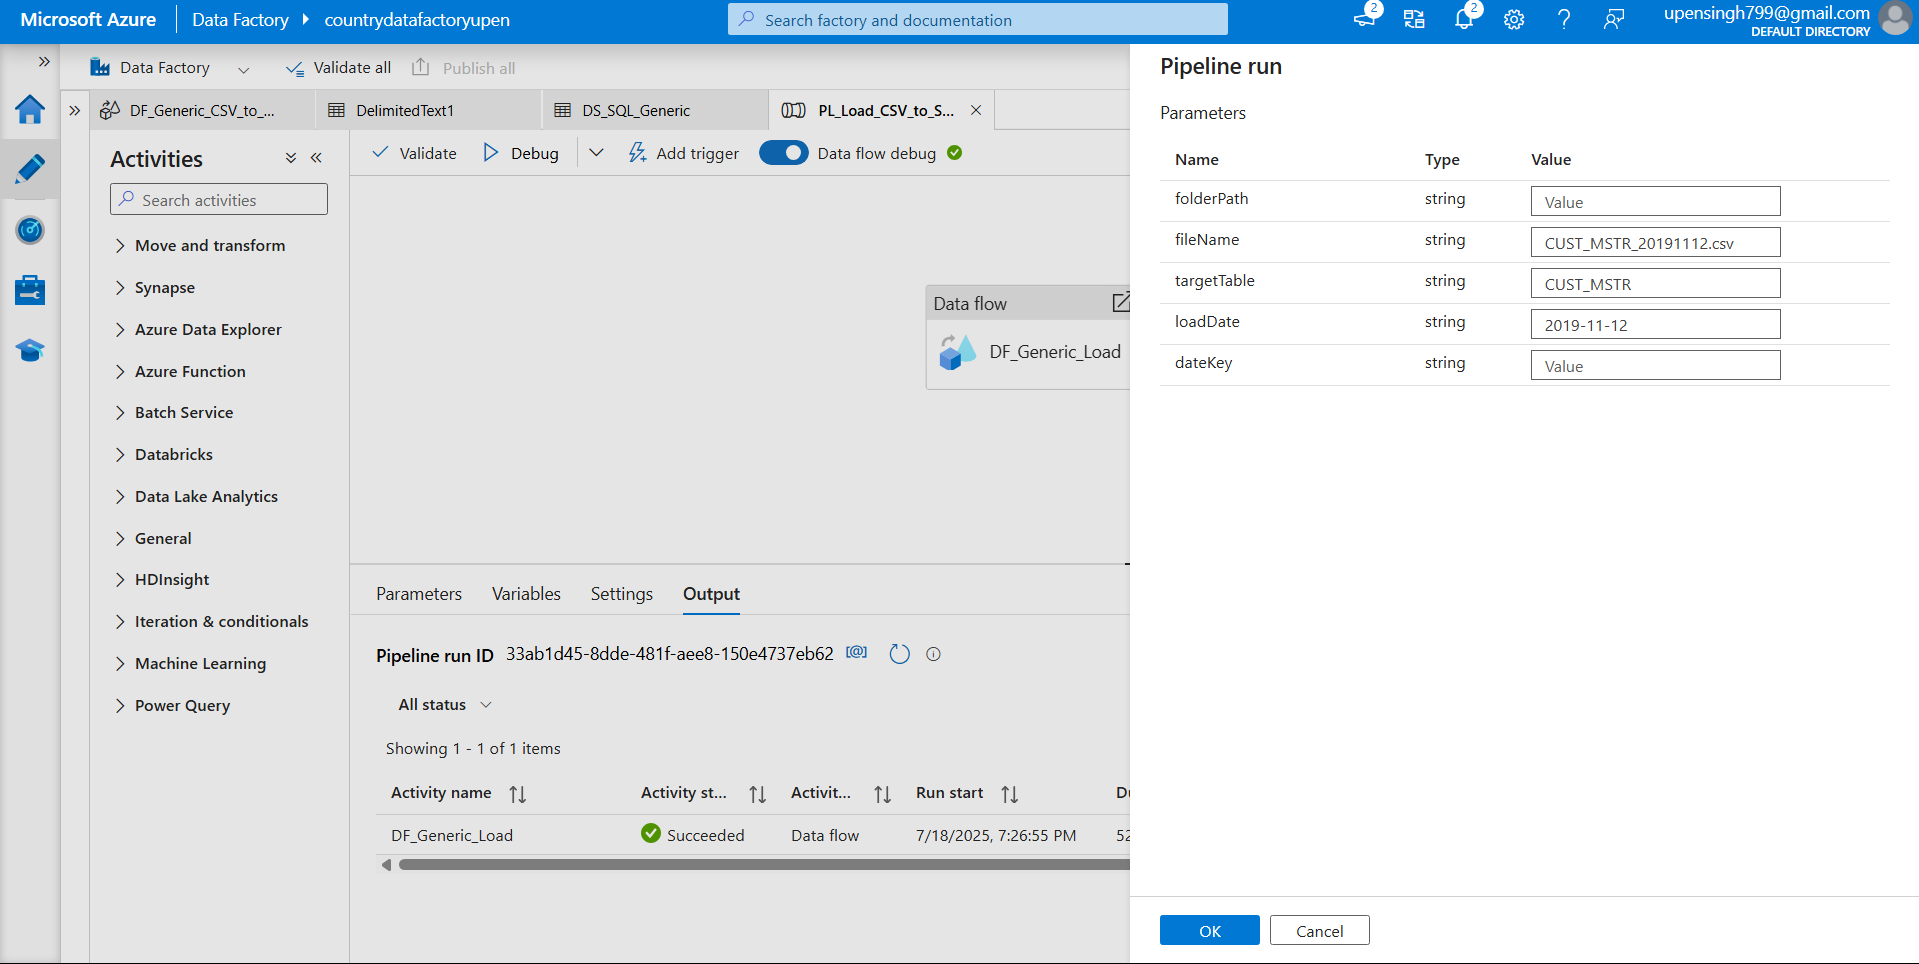 Microsoft Azure
Data Factory
countrydatafactoryupen
Search factory and documentation
2
2
upensingh799@gmail.com
DEFAULT DIRECTORY
Data Factory
Validate all
Publish all
DF_Generic_CSV_to_...
DelimitedText1
DS_SQL_Generic
PL_Load_CSV_to_S...
Activities
Search activities
Move and transform
Synapse
Azure Data Explorer
Azure Function
Batch Service
Databricks
Data Lake Analytics
General
HDInsight
Iteration & conditionals
Machine Learning
Power Query
Validate
Debug
Add trigger
Data flow debug
Data flow
DF_Generic_Load
Parameters Variables Settings Output
Pipeline run ID 33ab1d45-8dde-481f-aee8-150e4737eb62
All status
Showing 1 - 1 of 1 items
Activity name Activity st... Activit... Run start Du
DF_Generic_Load Succeeded Data flow 7/18/2025, 7:26:55 PM 52
Pipeline run
Parameters
Name Type Value
folderPath string Value
fileName string CUST_MSTR_20191112.csv
targetTable string CUST_MSTR
loadDate string 2019-11-12
dateKey string Value
OK
Cancel